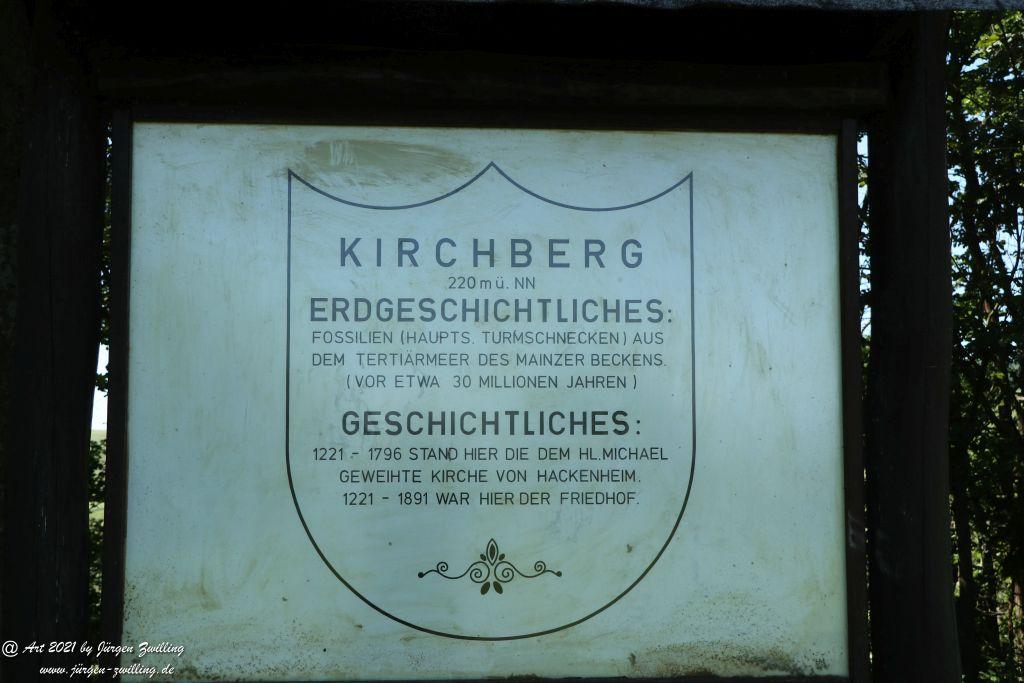 KIRCHBERG
220 m ü. NN
ERDGESCHICHTLICHES:
FOSSILIEN (HAUPTS. TURMSCHNECKEN) AUS
DEM TERTIÄRMEER DES MAINZER BECKENS.
(VOR ETWA 30 MILLIONEN JAHREN)
GESCHICHTLICHES:
1221 - 1796 STAND HIER DIE DEM HL. MICHAEL
GEWEIHTE KIRCHE VON HACKENHEIM.
1221 - 1891 WAR HIER DER FRIEDHOF.
@ Art 2021 by Jürgen Zwilling
www.jürgen-zwilling.de